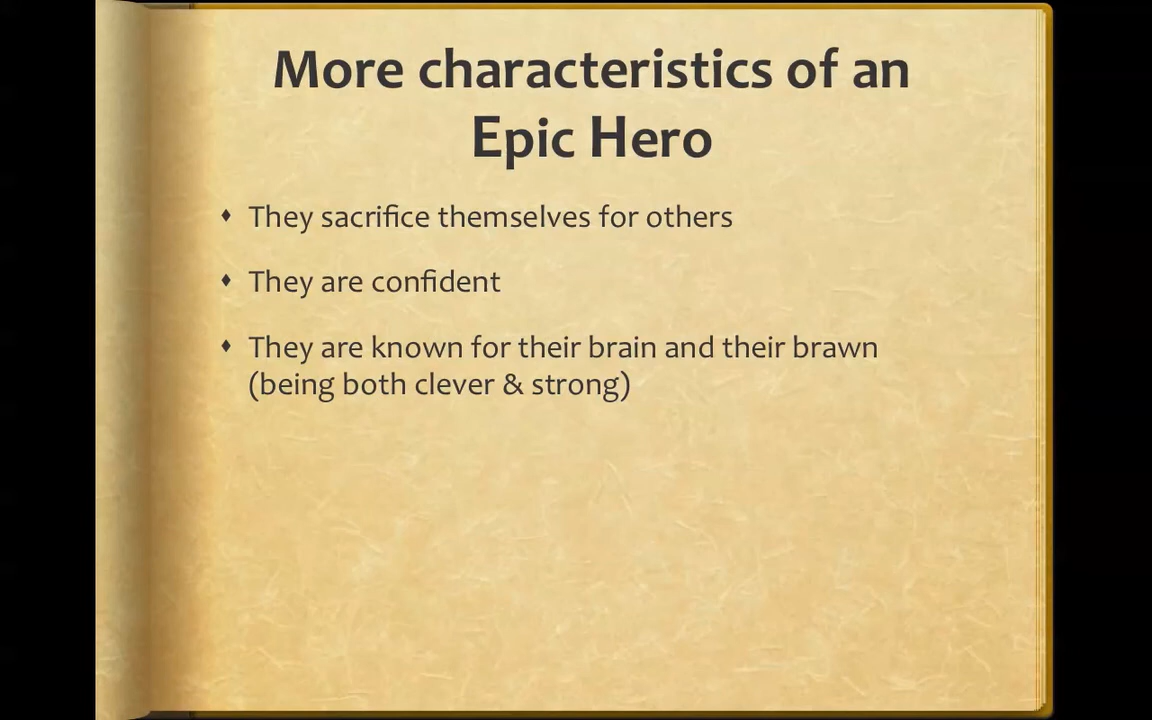 More characteristics of an
Epic Hero
♦ They sacrifice themselves for others
♦ They are confident
♦ They are known for their brain and their brawn
(being both clever & strong)